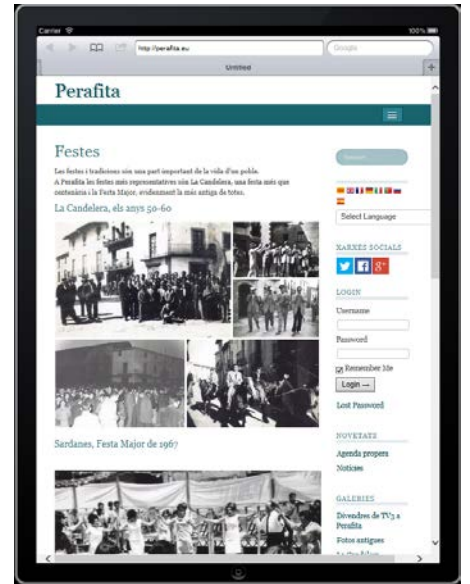 Carrier
100%
http://perafita.eu
Google
Untitled
Perafita
Festes
Les festes i tradicions són una part important de la vida d'un poble.
A Perafita les festes més representatives són La Candelera, una festa més que
centenària i la Festa Major, evidenment la més antiga de totes.
La Candelera, els anys 50-60
Sardanes, Festa Major de 1967
Select Language
XARXES SOCIALS
LOGIN
Username
Password
Remember Me
Login →
Lost Password
NOVETATS
Agenda propera
Notícies
GALERIES
Divendres de TV3 a
Perafita
Fotos antigues
La Candelera